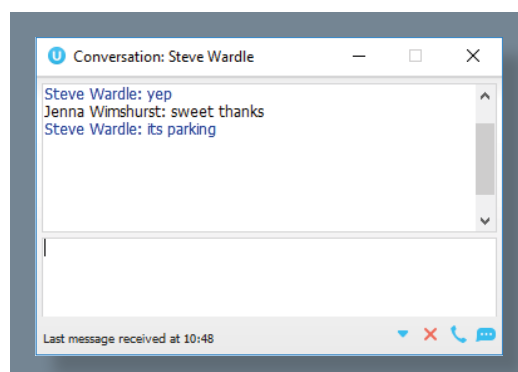 U Conversation: Steve Wardle
Steve Wardle: yep
Jenna Wimshurst: sweet thanks
Steve Wardle: its parking
Last message received at 10:48